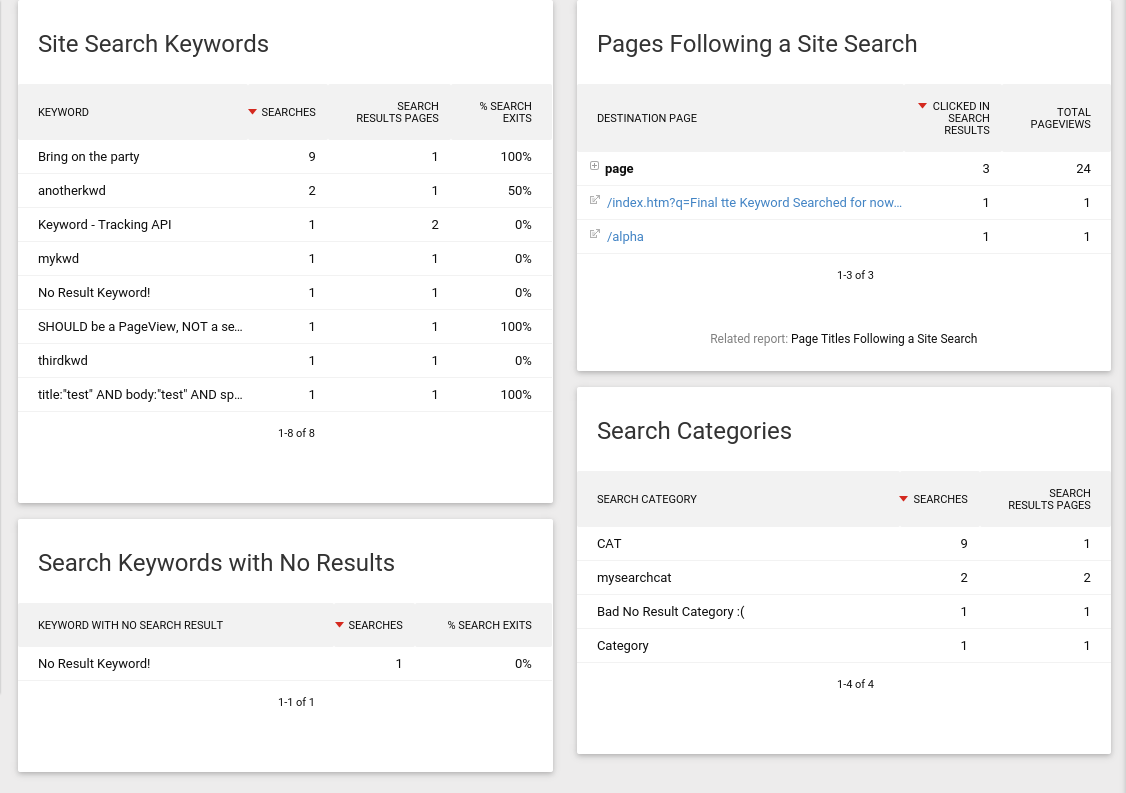 Site Search Keywords
KEYWORD SEARCHES SEARCH RESULTS PAGES % SEARCH EXITS
Bring on the party 9 1 100%
anotherkwd 2 1 50%
Keyword - Tracking API 1 2 0%
mykwd 1 1 0%
No Result Keyword! 1 1 0%
SHOULD be a PageView, NOT a se… 1 1 100%
thirdkwd 1 1 0%
title:"test" AND body:"test" AND sp… 1 1 100%
1-8 of 8
Search Keywords with No Results
KEYWORD WITH NO SEARCH RESULT SEARCHES % SEARCH EXITS
No Result Keyword! 1 0%
1-1 of 1
Pages Following a Site Search
DESTINATION PAGE CLICKED IN SEARCH RESULTS TOTAL PAGEVIEWS
page 3 24
/index.htm?q=Final tte Keyword Searched for now… 1 1
/alpha 1 1
1-3 of 3
Related report: Page Titles Following a Site Search
Search Categories
SEARCH CATEGORY SEARCHES SEARCH RESULTS PAGES
CAT 9 1
mysearchcat 2 2
Bad No Result Category :( 1 1
Category 1 1
1-4 of 4